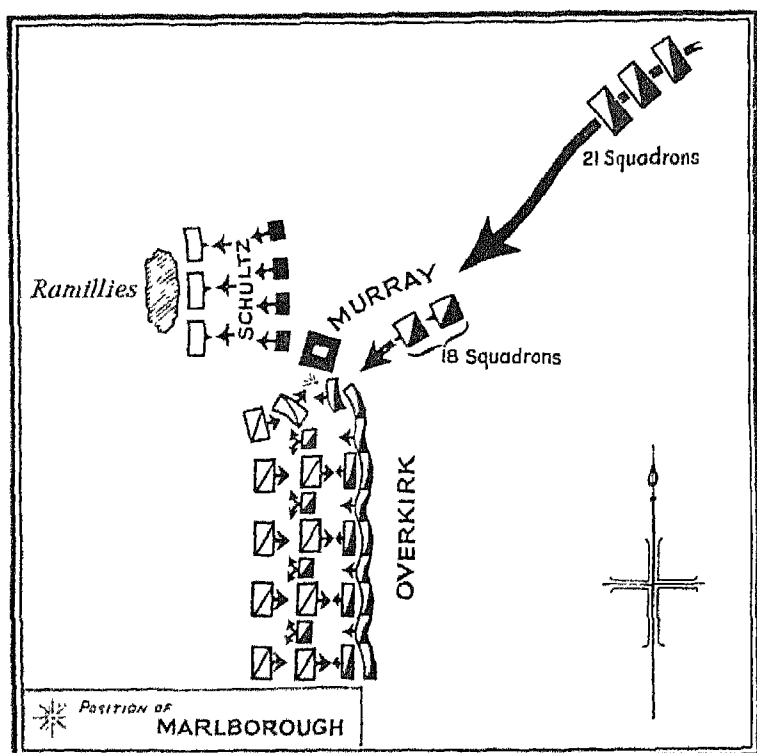 21 Squadrons
Ramillies
SCHULTZ
MURRAY
18 Squadrons
OVERKIRK
POSITION OF
MARLBOROUGH